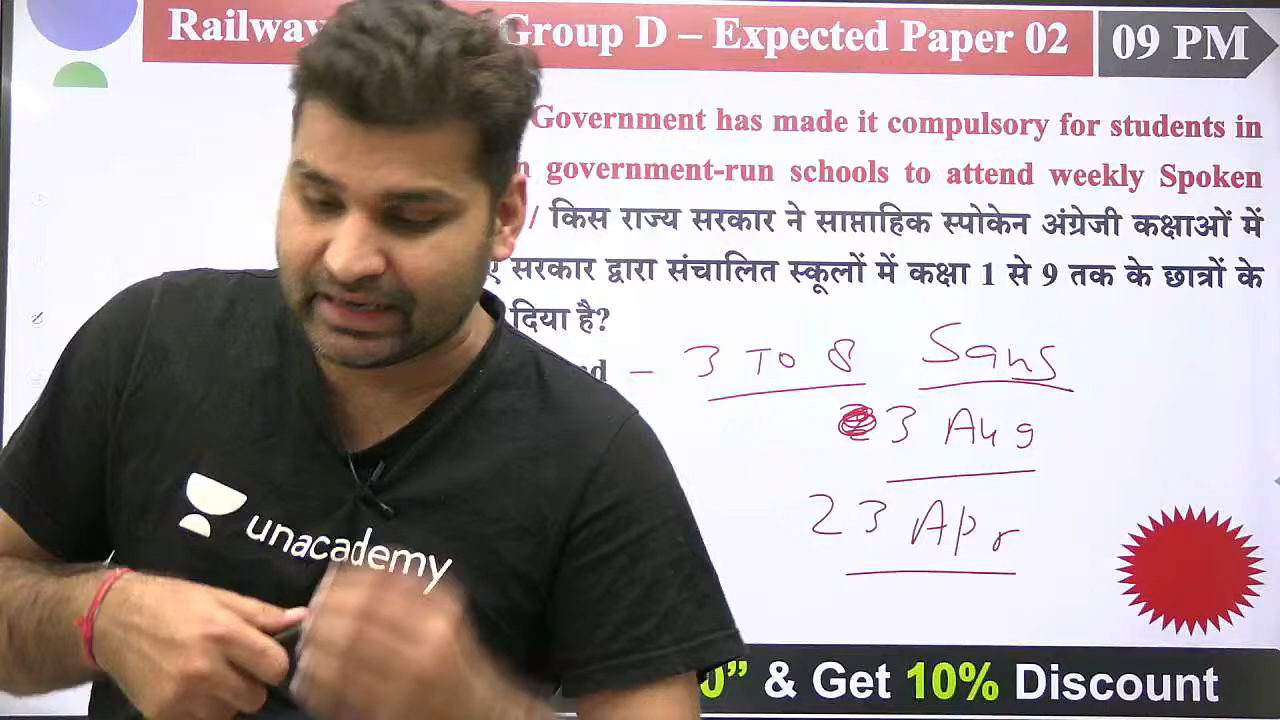 Railway Group D – Expected Paper 02
09 PM
Government has made it compulsory for students in
government-run schools to attend weekly Spoken
/ किस राज्य सरकार ने साप्ताहिक स्पोकेन अंग्रेजी कक्षाओं में
सरकार द्वारा संचालित स्कूलों में कक्षा 1 से 9 तक के छात्रों के
दिया है?
– 3 TO 8 Sans
3 Aug
23 Apr
unacademy
0” & Get 10% Discount